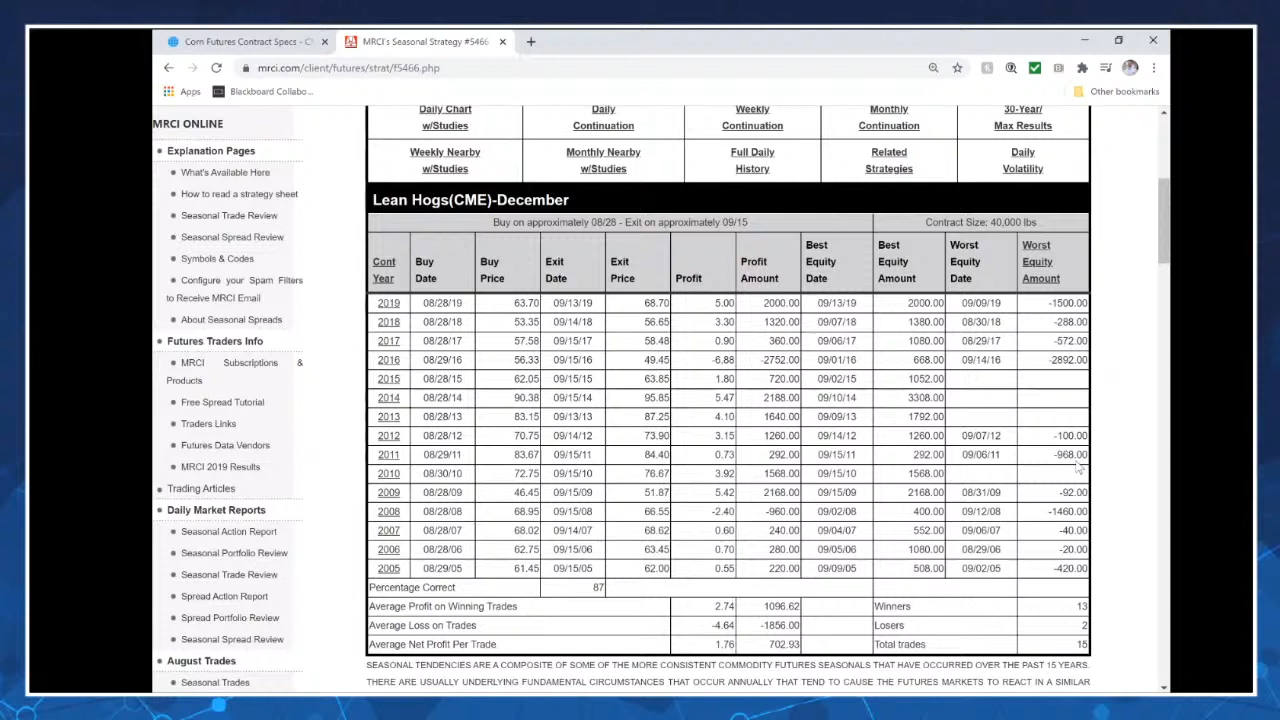 Corn Futures Contract Specs - C
MRCI's Seasonal Strategy #5466
mrci.com/client/futures/strat/f5466.php
Apps
Blackboard Collabo...
Other bookmarks
MRCI ONLINE
Explanation Pages
What's Available Here
How to read a strategy sheet
Seasonal Trade Review
Seasonal Spread Review
Symbols & Codes
Configure your Spam Filters
to Receive MRCI Email
About Seasonal Spreads
Futures Traders Info
MRCI Subscriptions &
Products
Free Spread Tutorial
Traders Links
Futures Data Vendors
MRCI 2019 Results
Trading Articles
Daily Market Reports
Seasonal Action Report
Seasonal Portfolio Review
Seasonal Trade Review
Spread Action Report
Spread Portfolio Review
Seasonal Spread Review
August Trades
Seasonal Trades
Daily Chart Daily Weekly Monthly 30-Year/
w/Studies Continuation Continuation Continuation Max Results
Weekly Nearby Monthly Nearby Full Daily Related Daily
w/Studies w/Studies History Strategies Volatility
Lean Hogs(CME)-December
Buy on approximately 08/28 - Exit on approximately 09/15 Contract Size: 40,000 lbs
Best Best Worst Worst
Cont Buy Buy Exit Exit Profit Equity Equity Equity Equity
Year Date Price Date Price Profit Amount Date Amount Date Amount
2019 08/28/19 63.70 09/13/19 68.70 5.00 2000.00 09/13/19 2000.00 09/09/19 -1500.00
2018 08/28/18 53.35 09/14/18 56.65 3.30 1320.00 09/07/18 1380.00 08/30/18 -288.00
2017 08/28/17 57.58 09/15/17 58.48 0.90 360.00 09/06/17 1080.00 08/29/17 -572.00
2016 08/29/16 56.33 09/15/16 49.45 -6.88 -2752.00 09/01/16 668.00 09/14/16 -2892.00
2015 08/28/15 62.05 09/15/15 63.85 1.80 720.00 09/02/15 1052.00
2014 08/28/14 90.38 09/15/14 95.85 5.47 2188.00 09/10/14 3308.00
2013 08/28/13 83.15 09/13/13 87.25 4.10 1640.00 09/09/13 1792.00
2012 08/28/12 70.75 09/14/12 73.90 3.15 1260.00 09/14/12 1260.00 09/07/12 -100.00
2011 08/29/11 83.67 09/15/11 84.40 0.73 292.00 09/15/11 292.00 09/06/11 -968.00
2010 08/30/10 72.75 09/15/10 76.67 3.92 1568.00 09/15/10 1568.00
2009 08/28/09 46.45 09/15/09 51.87 5.42 2168.00 09/15/09 2168.00 08/31/09 -92.00
2008 08/28/08 68.95 09/15/08 66.55 -2.40 -960.00 09/02/08 400.00 09/12/08 -1460.00
2007 08/28/07 68.02 09/14/07 68.62 0.60 240.00 09/04/07 552.00 09/06/07 -40.00
2006 08/28/06 62.75 09/15/06 63.45 0.70 280.00 09/05/06 1080.00 08/29/06 -20.00
2005 08/29/05 61.45 09/15/05 62.00 0.55 220.00 09/09/05 508.00 09/02/05 -420.00
Percentage Correct 87
Average Profit on Winning Trades 2.74 1096.62 Winners 13
Average Loss on Trades -4.64 -1856.00 Losers 2
Average Net Profit Per Trade 1.76 702.93 Total trades 15
SEASONAL TENDENCIES ARE A COMPOSITE OF SOME OF THE MORE CONSISTENT COMMODITY FUTURES SEASONALS THAT HAVE OCCURRED OVER THE PAST 15 YEARS.
THERE ARE USUALLY UNDERLYING FUNDAMENTAL CIRCUMSTANCES THAT OCCUR ANNUALLY THAT TEND TO CAUSE THE FUTURES MARKETS TO REACT IN A SIMILAR